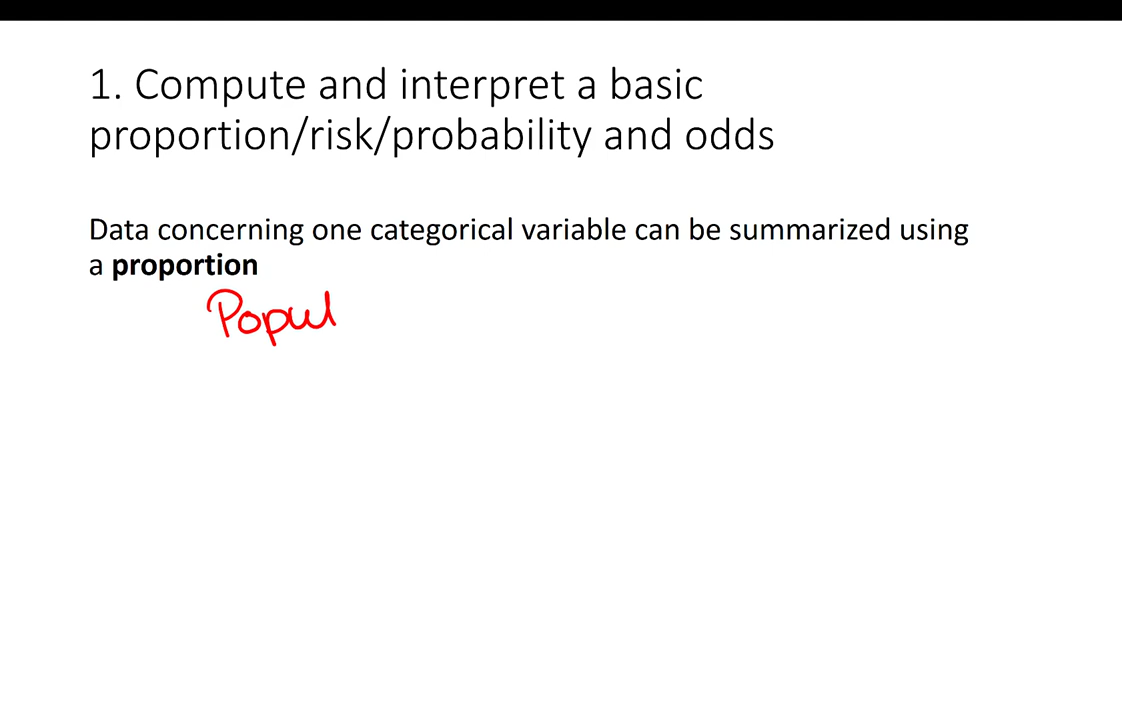 1. Compute and interpret a basic
proportion/risk/probability and odds
Data concerning one categorical variable can be summarized using
a proportion
Popul